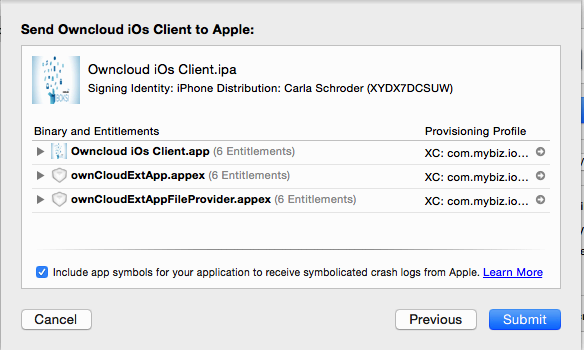 Send Owncloud iOs Client to Apple:
Owncloud iOs Client.ipa
Signing Identity: iPhone Distribution: Carla Schroder (XYDX7DCSUW)
Binary and Entitlements Provisioning Profile
Owncloud iOs Client.app (6 Entitlements) XC: com.mybiz.io...
ownCloudExtApp.appex (6 Entitlements) XC: com.mybiz.io...
ownCloudExtAppFileProvider.appex (6 Entitlements) XC: com.mybiz.io...
Include app symbols for your application to receive symbolicated crash logs from Apple. Learn More
Cancel Previous Submit